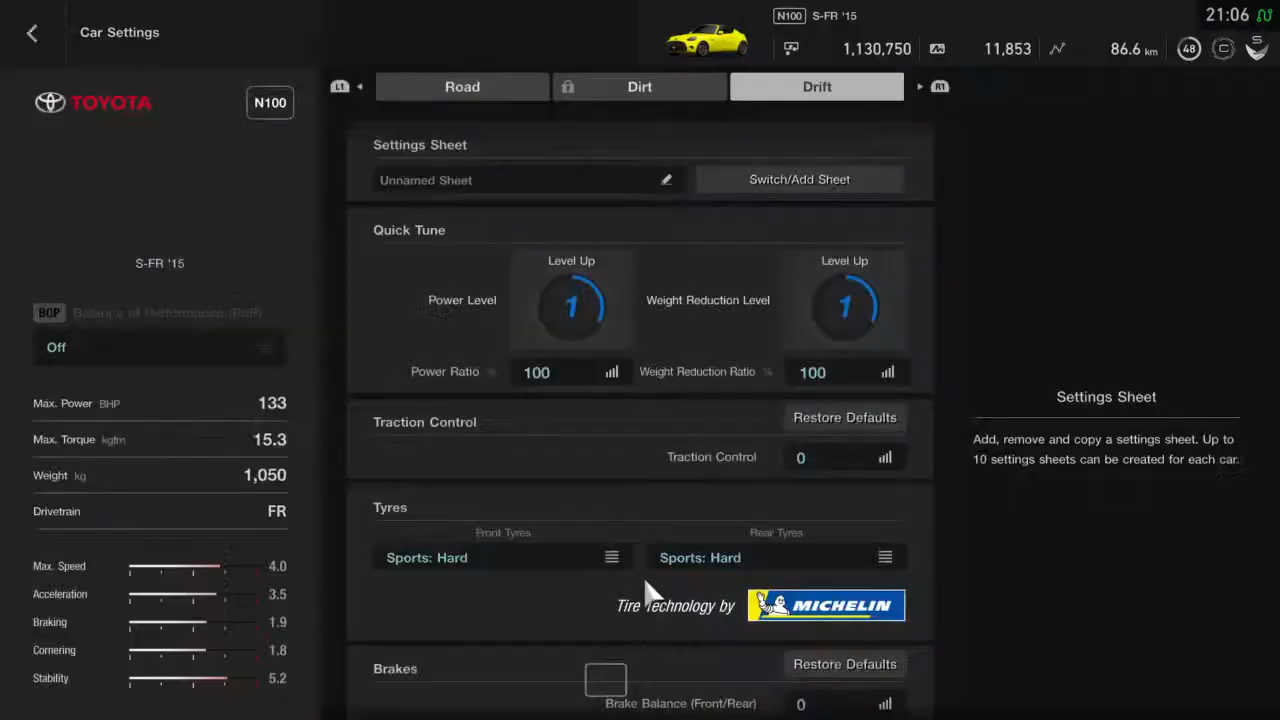 Car Settings
N100 S-FR '15
21:06
1,130,750
11,853
86.6 km
48
C
S
TOYOTA
N100
L1
Road
Dirt
Drift
R1
Settings Sheet
Unnamed Sheet
Switch/Add Sheet
Quick Tune
S-FR '15
Level Up
Level Up
Power Level
1
Weight Reduction Level
1
BOP Balance of Performance (BoP)
Off
Power Ratio %
100
Weight Reduction Ratio %
100
Max. Power BHP 133
Max. Torque kgfm 15.3
Weight kg 1,050
Drivetrain FR
Traction Control
Restore Defaults
Traction Control 0
Settings Sheet
Add, remove and copy a settings sheet. Up to
10 settings sheets can be created for each car.
Tyres
Front Tyres
Rear Tyres
Sports: Hard
Sports: Hard
Tire Technology by MICHELIN
Max. Speed 4.0
Acceleration 3.5
Braking 1.9
Cornering 1.8
Stability 5.2
Brakes
Restore Defaults
Brake Balance (Front/Rear) 0